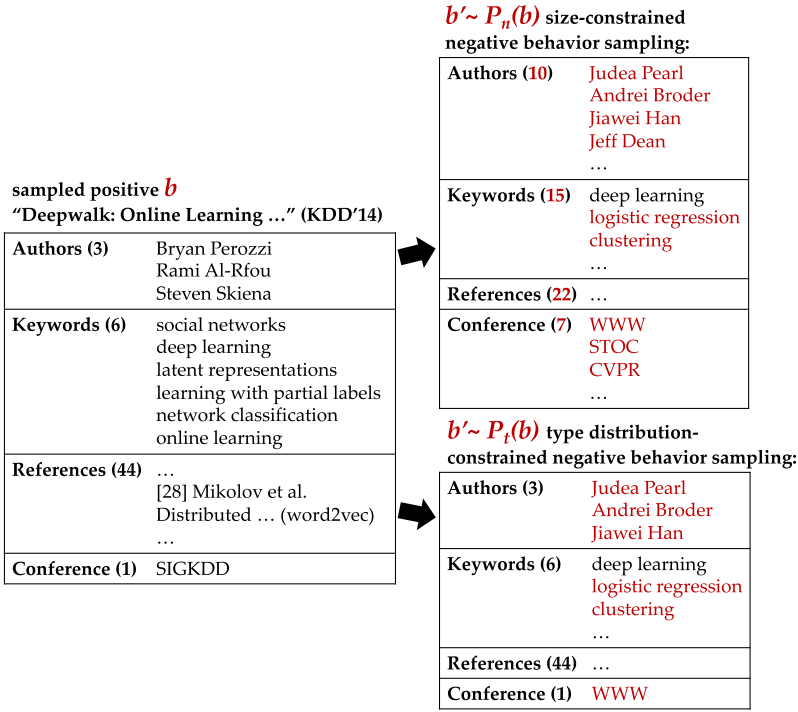 sampled positive b
“Deepwalk: Online Learning …” (KDD’14)
Authors (3) Bryan Perozzi
Rami Al-Rfou
Steven Skiena
Keywords (6) social networks
deep learning
latent representations
learning with partial labels
network classification
online learning
References (44) …
[28] Mikolov et al.
Distributed … (word2vec)
…
Conference (1) SIGKDD
b’~ Pn(b) size-constrained
negative behavior sampling:
Authors (10) Judea Pearl
Andrei Broder
Jiawei Han
Jeff Dean
…
Keywords (15) deep learning
logistic regression
clustering
…
References (22) …
Conference (7) WWW
STOC
CVPR
…
b’~ Pt(b) type distribution-
constrained negative behavior sampling:
Authors (3) Judea Pearl
Andrei Broder
Jiawei Han
Keywords (6) deep learning
logistic regression
clustering
…
References (44) …
Conference (1) WWW